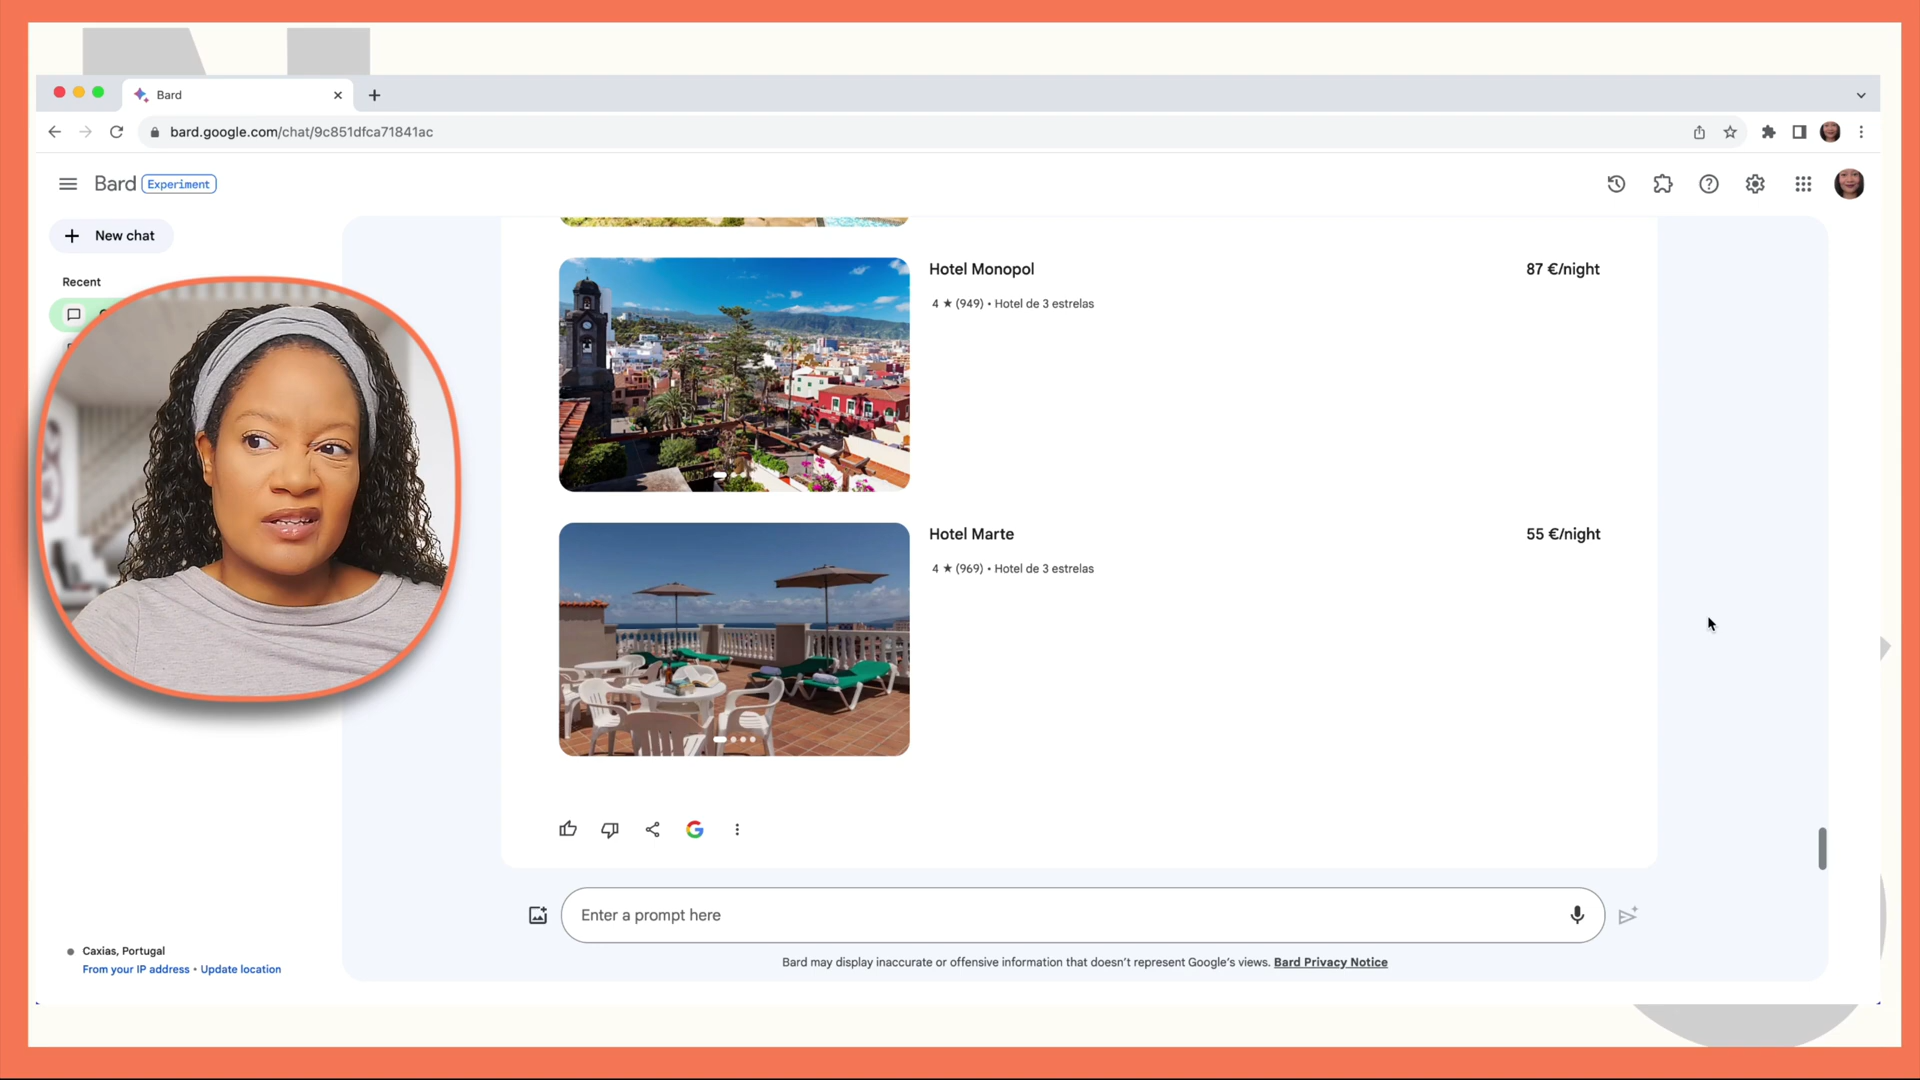 Bard
bard.google.com/chat/9c851dfca71841ac
Bard Experiment
New chat
Recent
Hotel Monopol 87 €/night
4 ★ (949) • Hotel de 3 estrelas
Hotel Marte 55 €/night
4 ★ (969) • Hotel de 3 estrelas
Enter a prompt here
Caxias, Portugal
From your IP address • Update location
Bard may display inaccurate or offensive information that doesn't represent Google's views. Bard Privacy Notice